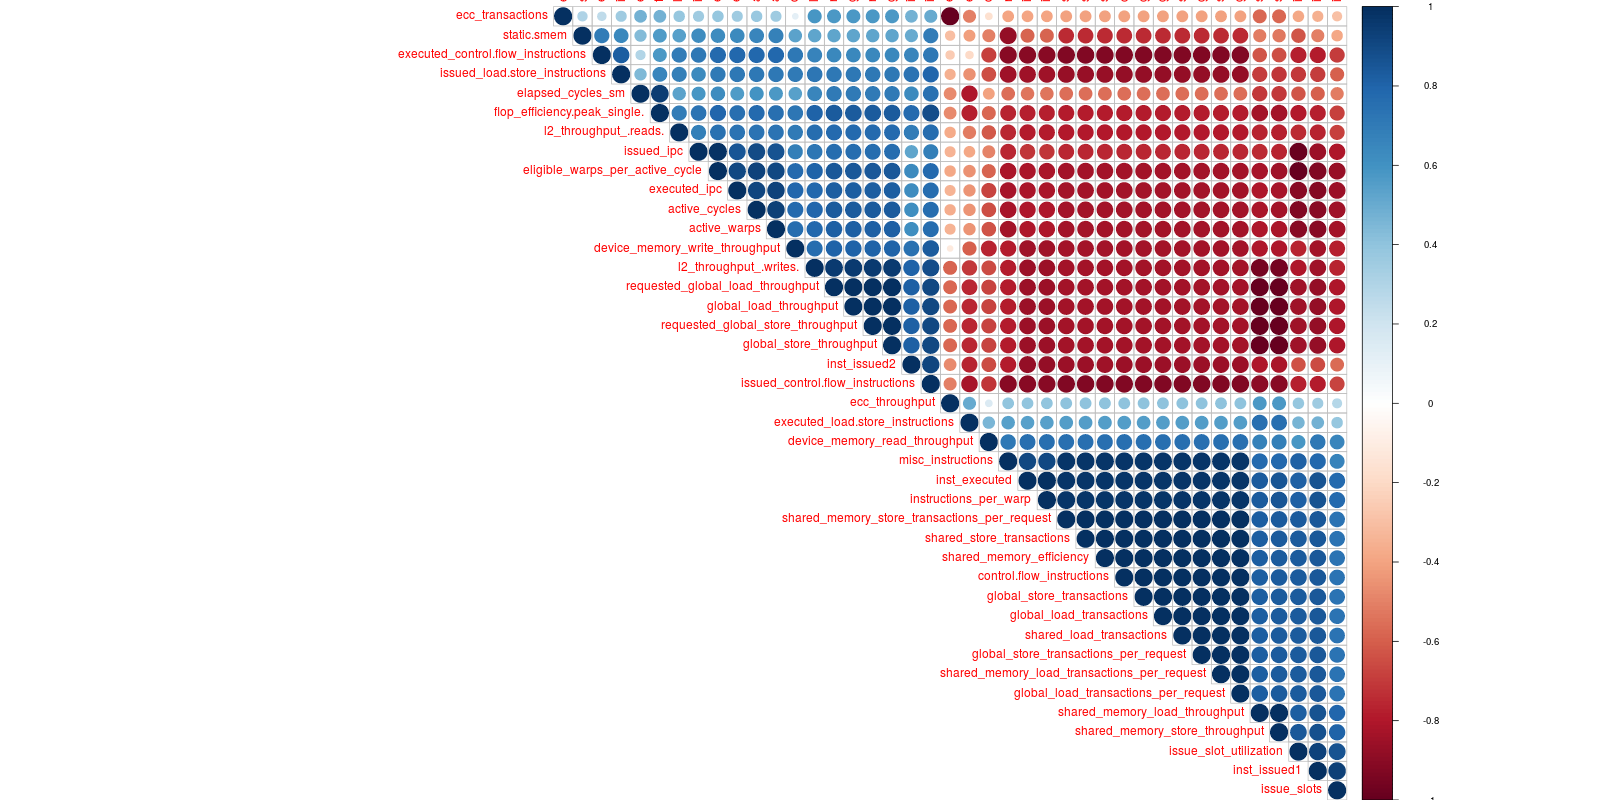 ecc_transactions
static.smem
executed_control.flow_instructions
issued_load.store_instructions
elapsed_cycles_sm
flop_efficiency.peak_single.
l2_throughput_.reads.
issued_ipc
eligible_warps_per_active_cycle
executed_ipc
active_cycles
active_warps
device_memory_write_throughput
l2_throughput_.writes.
requested_global_load_throughput
global_load_throughput
requested_global_store_throughput
global_store_throughput
inst_issued2
issued_control.flow_instructions
ecc_throughput
executed_load.store_instructions
device_memory_read_throughput
misc_instructions
inst_executed
instructions_per_warp
shared_memory_store_transactions_per_request
shared_store_transactions
shared_memory_efficiency
control.flow_instructions
global_store_transactions
global_load_transactions
shared_load_transactions
global_store_transactions_per_request
shared_memory_load_transactions_per_request
global_load_transactions_per_request
shared_memory_load_throughput
shared_memory_store_throughput
issue_slot_utilization
inst_issued1
issue_slots
1
0.8
0.6
0.4
0.2
0
-0.2
-0.4
-0.6
-0.8